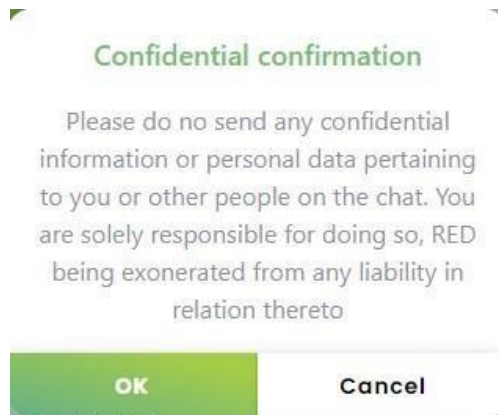 Confidential confirmation
Please do no send any confidential
information or personal data pertaining
to you or other people on the chat. You
are solely responsible for doing so, RED
being exonerated from any liability in
relation thereto
OK
Cancel